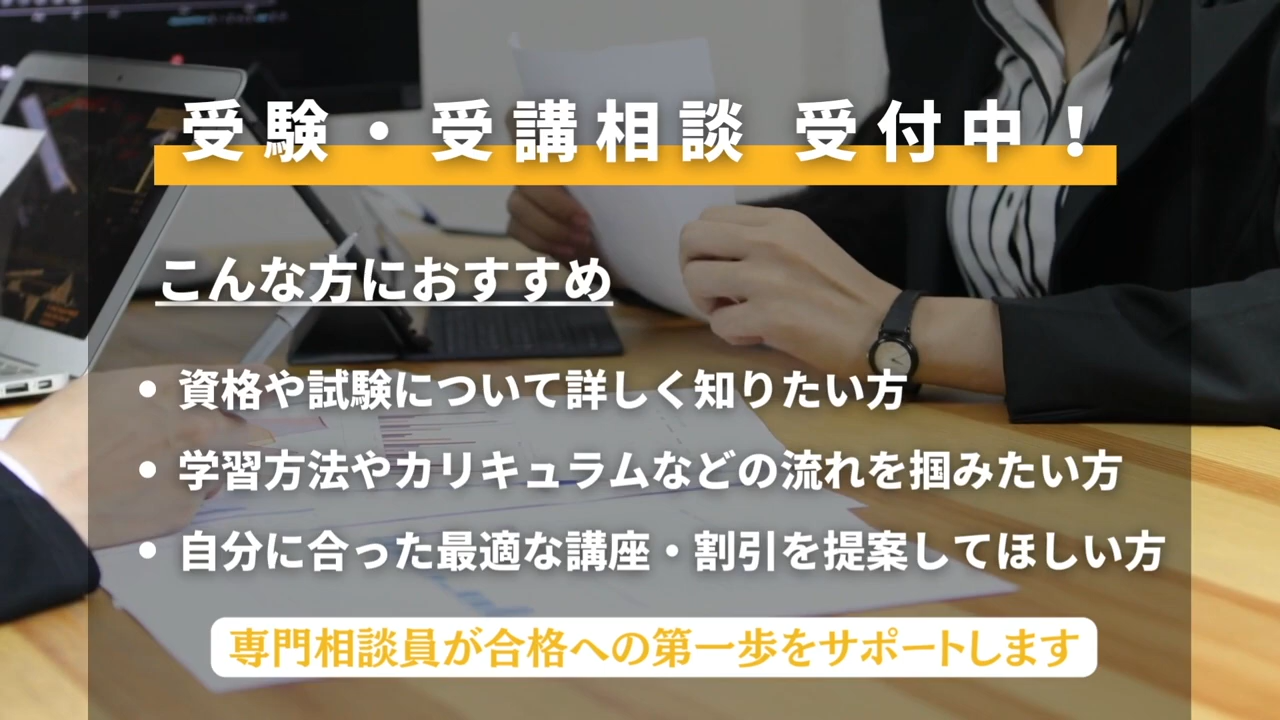 受験・受講相談 受付中！
こんな方におすすめ
• 資格や試験について詳しく知りたい方
• 学習方法やカリキュラムなどの流れを掴みたい方
• 自分に合った最適な講座・割引を提案してほしい方
専門相談員が合格への第一歩をサポートします